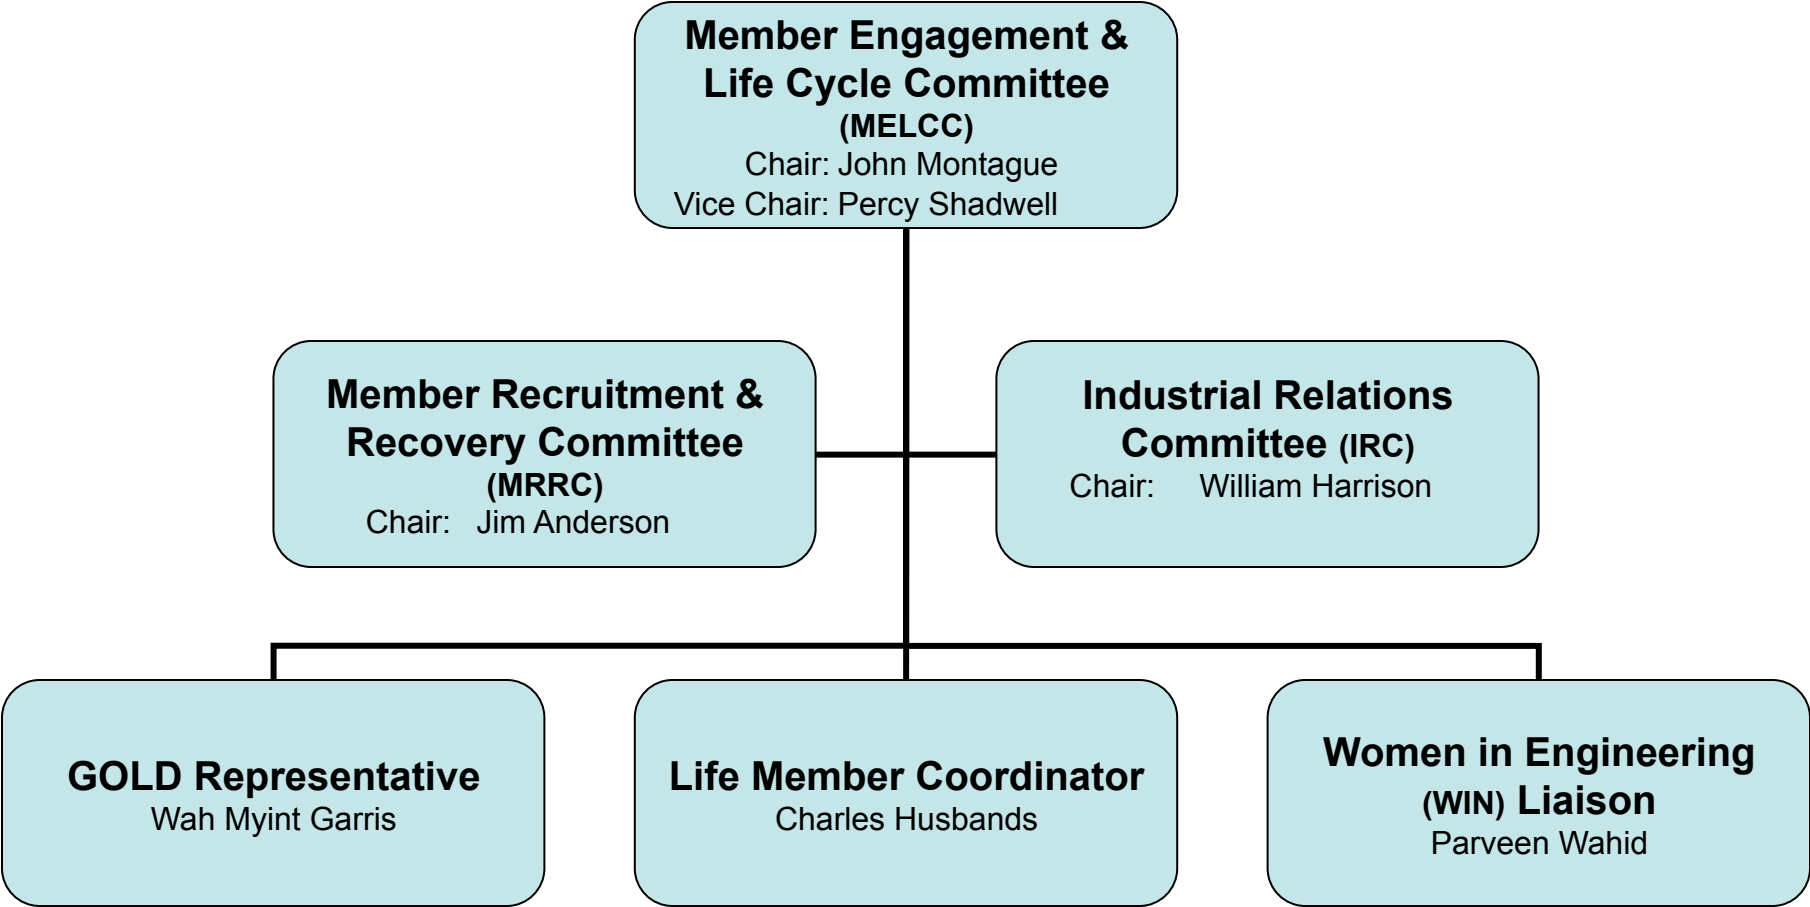 Member Engagement &
Life Cycle Committee
(MELCC)
Chair: John Montague
Vice Chair: Percy Shadwell
Member Recruitment &
Recovery Committee
(MRRC)
Chair: Jim Anderson
Industrial Relations
Committee (IRC)
Chair: William Harrison
GOLD Representative
Wah Myint Garris
Life Member Coordinator
Charles Husbands
Women in Engineering
(WIN) Liaison
Parveen Wahid